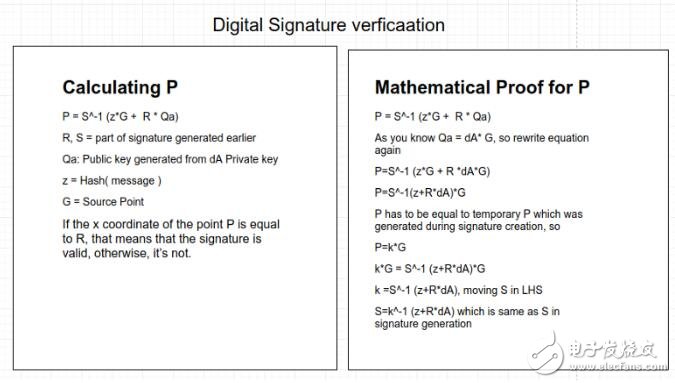 Digital Signature verficaation
Calculating P
P = S^-1 (z*G + R * Qa)
R, S = part of signature generated earlier
Qa: Public key generated from dA Private key
z = Hash( message )
G = Source Point
If the x coordinate of the point P is equal
to R, that means that the signature is
valid, otherwise, it's not.
Mathematical Proof for P
P = S^-1 (z*G + R * Qa)
As you know Qa = dA* G, so rewrite equation
again
P=S^-1 (z*G + R *dA*G)
P=S^-1(z+R*dA)*G
P has to be equal to temporary P which was
generated during signature creation, so
P=k*G
k*G = S^-1 (z+R*dA)*G
k =S^-1 (z+R*dA), moving S in LHS
S=k^-1 (z+R*dA) which is same as S in
signature generation
电子发烧友
www.elecfans.com